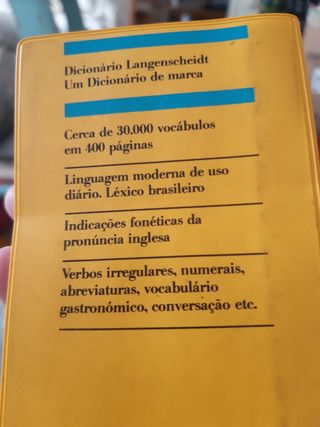 Dicionário Langenscheidt
Um Dicionário de marca
Cerca de 30.000 vocábulos
em 400 páginas
Linguagem moderna de uso
diário. Léxico brasileiro
Indicações fonéticas da
pronúncia inglesa
Verbos irregulares, numerais,
abreviaturas, vocabulário
gastronómico, conversação etc.